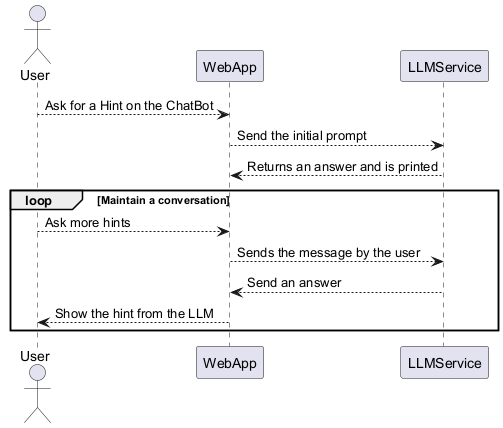 User
WebApp
LLMService
Ask for a Hint on the ChatBot
Send the initial prompt
Returns an answer and is printed
loop
[Maintain a conversation]
Ask more hints
Sends the message by the user
Send an answer
Show the hint from the LLM
User
WebApp
LLMService